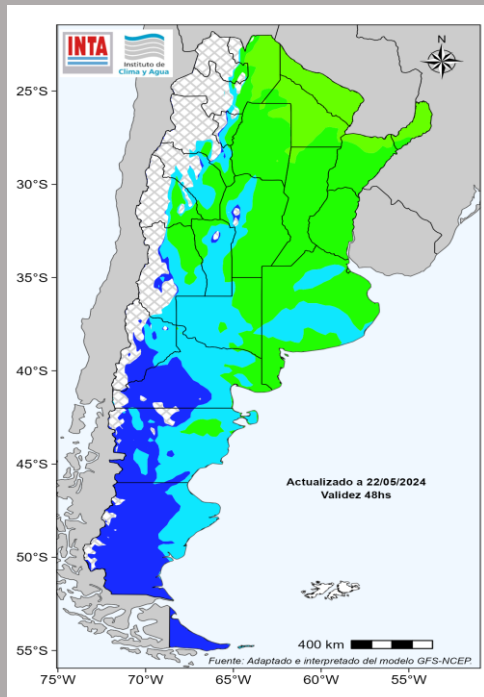 INTA
Instituto de
Clima y Agua
N
25°S
30°S
35°S
40°S
45°S
50°S
55°S
Actualizado a 22/05/2024
Validez 48hs
400 km
Fuente: Adaptado e interpretado del modelo GFS-NCEP.
75°W
70°W
65°W
60°W
55°W